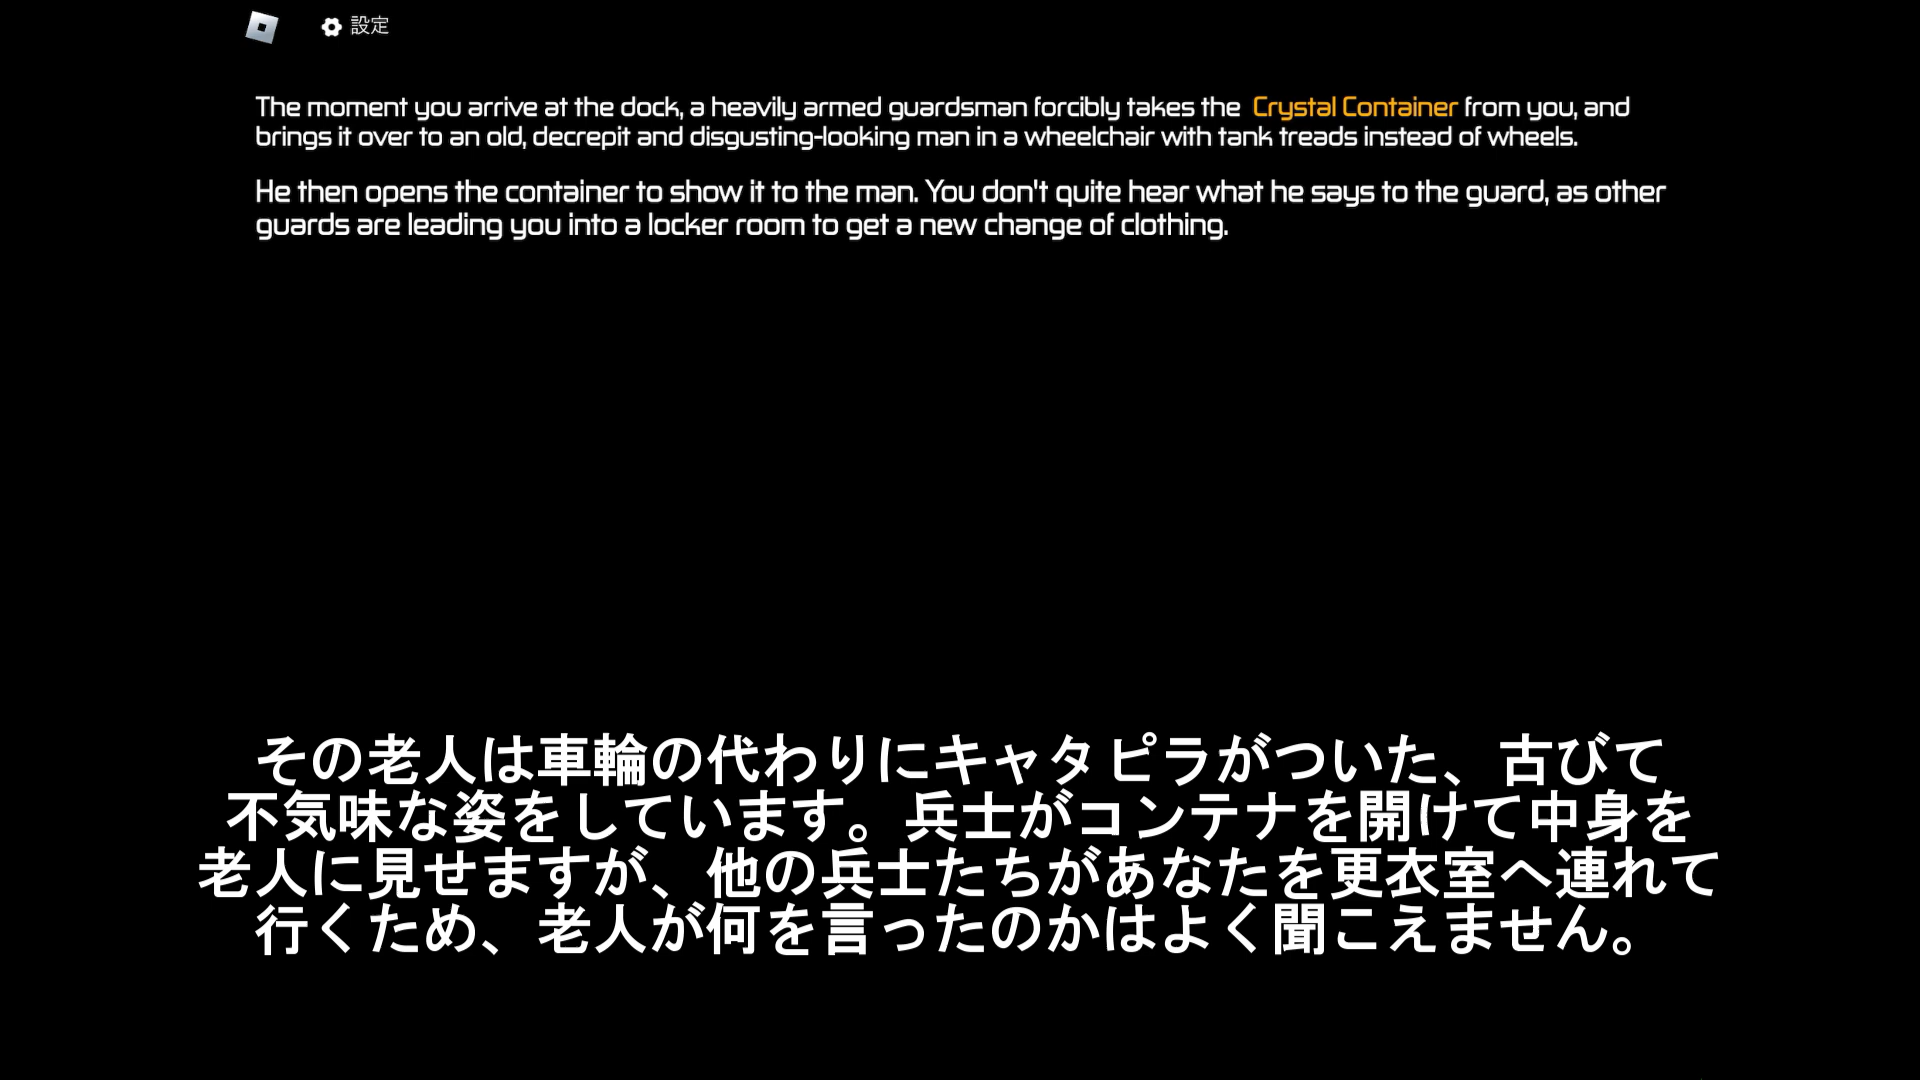 設定
The moment you arrive at the dock, a heavily armed guardsman forcibly takes the Crystal Container from you, and
brings it over to an old, decrepit and disgusting-looking man in a wheelchair with tank treads instead of wheels.
He then opens the container to show it to the man. You don't quite hear what he says to the guard, as other
guards are leading you into a locker room to get a new change of clothing.
その老人は車輪の代わりにキャタピラがついた、古びて
不気味な姿をしています。兵士がコンテナを開けて中身を
老人に見せますが、他の兵士たちがあなたを更衣室へ連れて
行くため、老人が何を言ったのかはよく聞こえません。